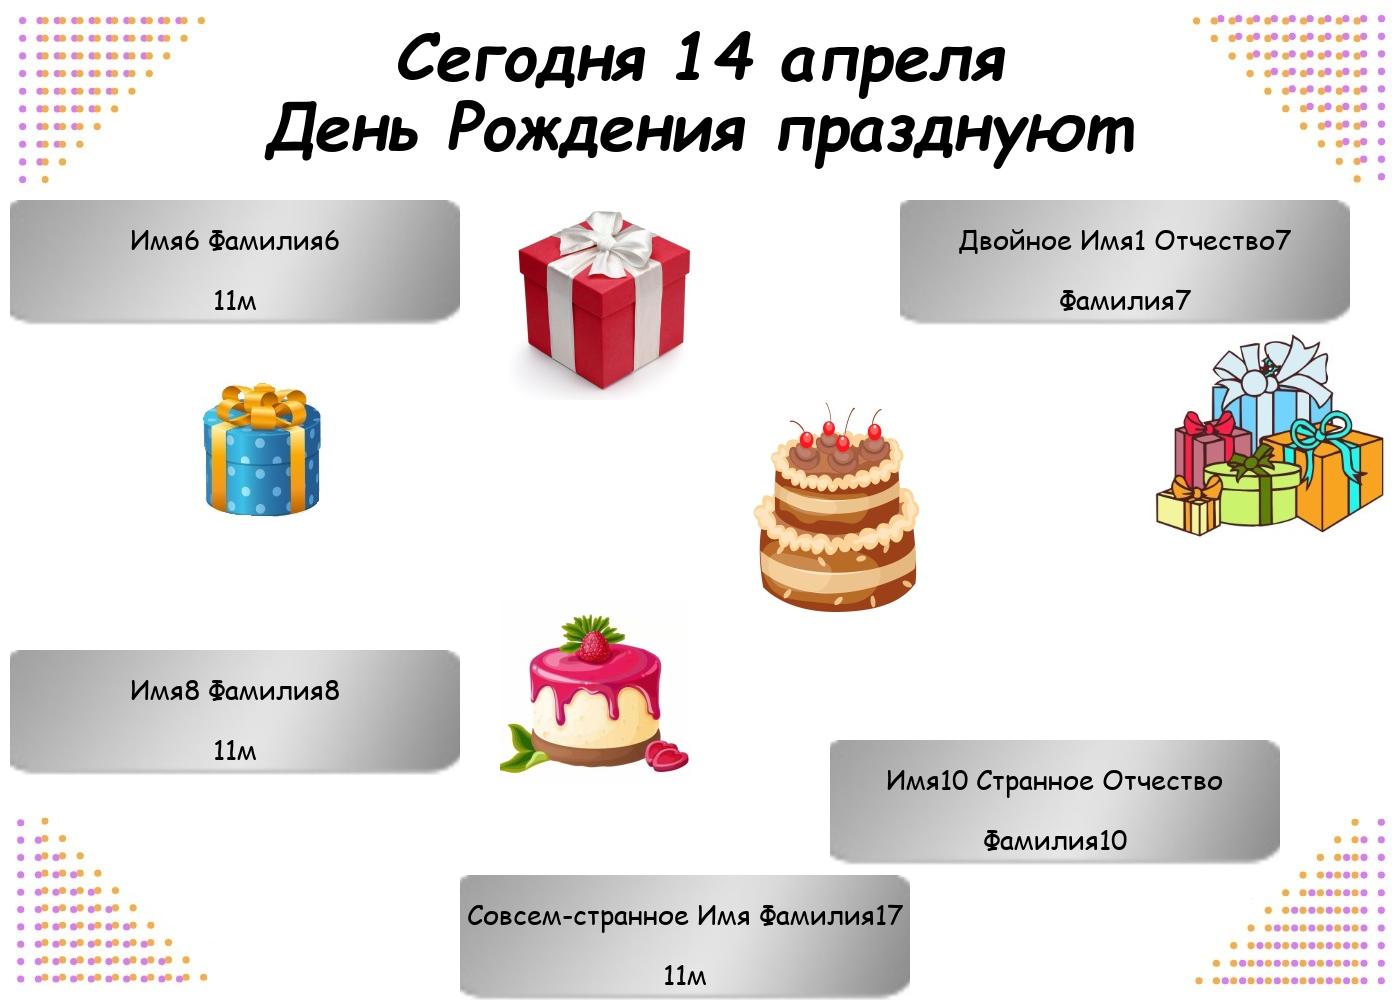 Сегодня 14 апреля
День Рождения празднуют
Имя6 Фамилия6
11м
Двойное Имя1 Отчество7
Фамилия7
Имя8 Фамилия8
11м
Имя10 Странное Отчество
Фамилия10
Совсем-странное Имя Фамилия17
11м